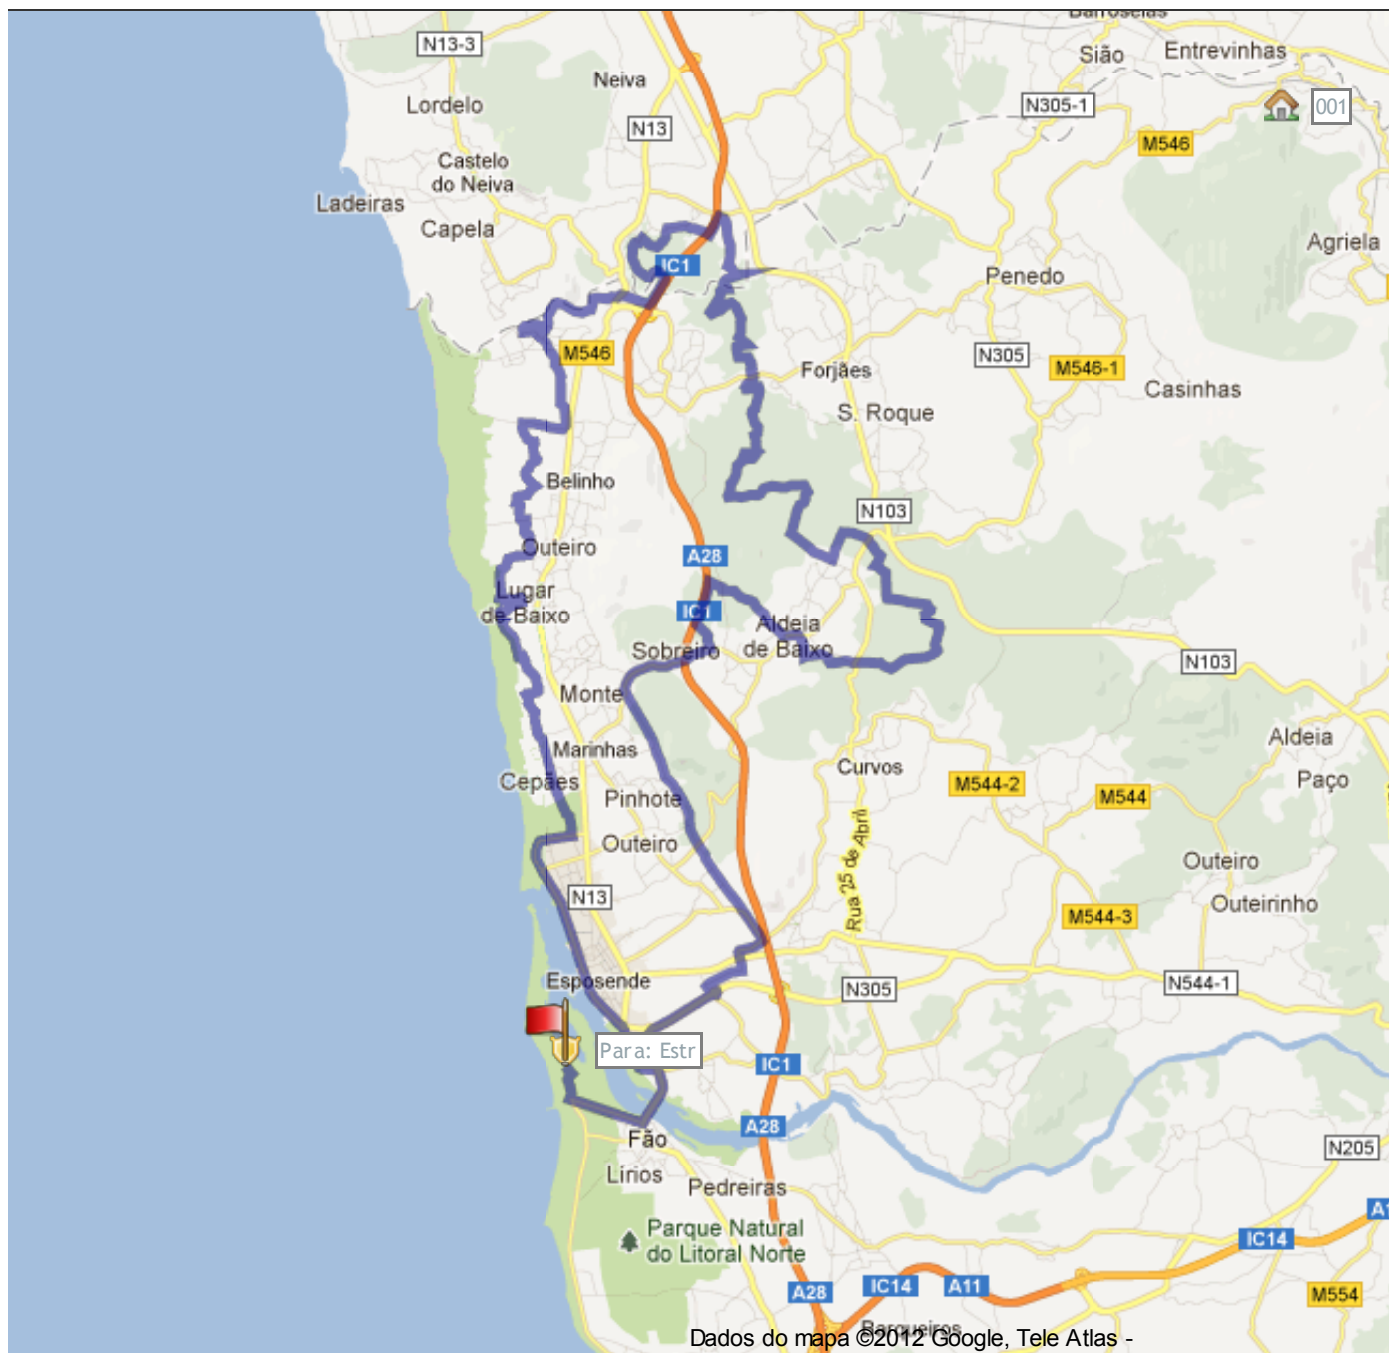 Barroselas
N13-3
Sião
Entrevinhas
Neiva
Lordelo
N305-1
001
N13
M546
Castelo
do Neiva
Ladeiras
Capela
Agriela
IC1
Penedo
M546
N305
Forjães
M546-1
Casinhas
S. Roque
Belinho
N103
Outeiro
A28
Lugar
de Baixo
IC1
Aldeia
de Baixo
Sobreiro
N103
Monte
Aldeia
Marinhas
Curvos
Paço
Cepães
M544-2
Pinhote
M544
Rua 25 de Abril
Outeiro
Outeiro
N13
Outeirinho
M544-3
Esposende
N305
N544-1
Para: Estr
IC1
A28
Fão
N205
Lírios
Pedreiras
A1
Parque Natural
do Litoral Norte
IC14
A28
IC14
A11
M554
Barqueiros
Dados do mapa ©2012 Google, Tele Atlas -